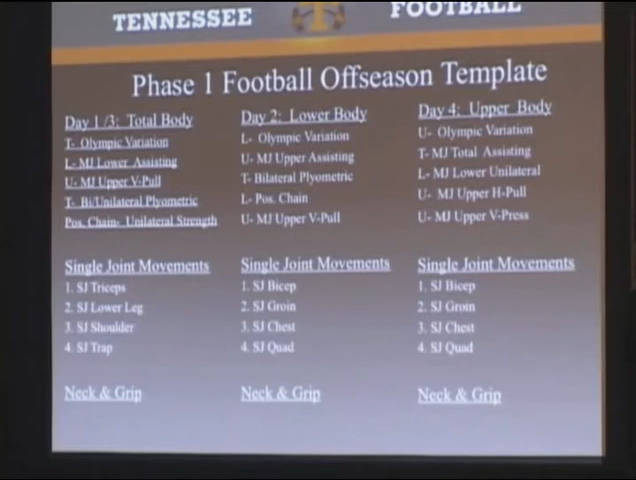 TENNESSEE
T
FOOTBALL
Phase 1 Football Offseason Template
Day 1 /3: Total Body
T- Olympic Variation
L- MJ Lower Assisting
U- MJ Upper V-Pull
T- Bi/Unilateral Plyometric
Pos. Chain- Unilateral Strength
Single Joint Movements
1. SJ Triceps
2. SJ Lower Leg
3. SJ Shoulder
4. SJ Trap
Neck & Grip
Day 2: Lower Body
L- Olympic Variation
U- MJ Upper Assisting
T- Bilateral Plyometric
L- Pos. Chain
U- MJ Upper V-Pull
Single Joint Movements
1. SJ Bicep
2. SJ Groin
3. SJ Chest
4. SJ Quad
Neck & Grip
Day 4: Upper Body
U- Olympic Variation
T- MJ Total Assisting
L- MJ Lower Unilateral
U- MJ Upper H-Pull
U- MJ Upper V-Press
Single Joint Movements
1. SJ Bicep
2. SJ Groin
3. SJ Chest
4. SJ Quad
Neck & Grip